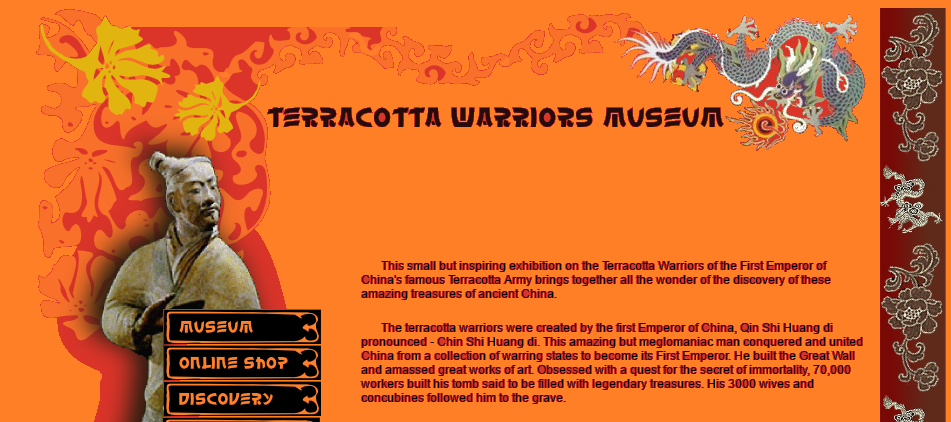 TERRACOTTA WARRIORS MUSEUM
This small but inspiring exhibition on the Terracotta Warriors of the First Emperor of
China's famous Terracotta Army brings together all the wonder of the discovery of these
amazing treasures of ancient China.
The terracotta warriors were created by the first Emperor of China, Qin Shi Huang di
pronounced - Chin Shi Huang di. This amazing but meglomaniac man conquered and united
China from a collection of warring states to become its First Emperor. He built the Great Wall
and amassed great works of art. Obsessed with a quest for the secret of immortality, 70,000
workers built his tomb said to be filled with legendary treasures. His 3000 wives and
concubines followed him to the grave.
MUSEUM
ONLINE SHOP
DISCOVERY